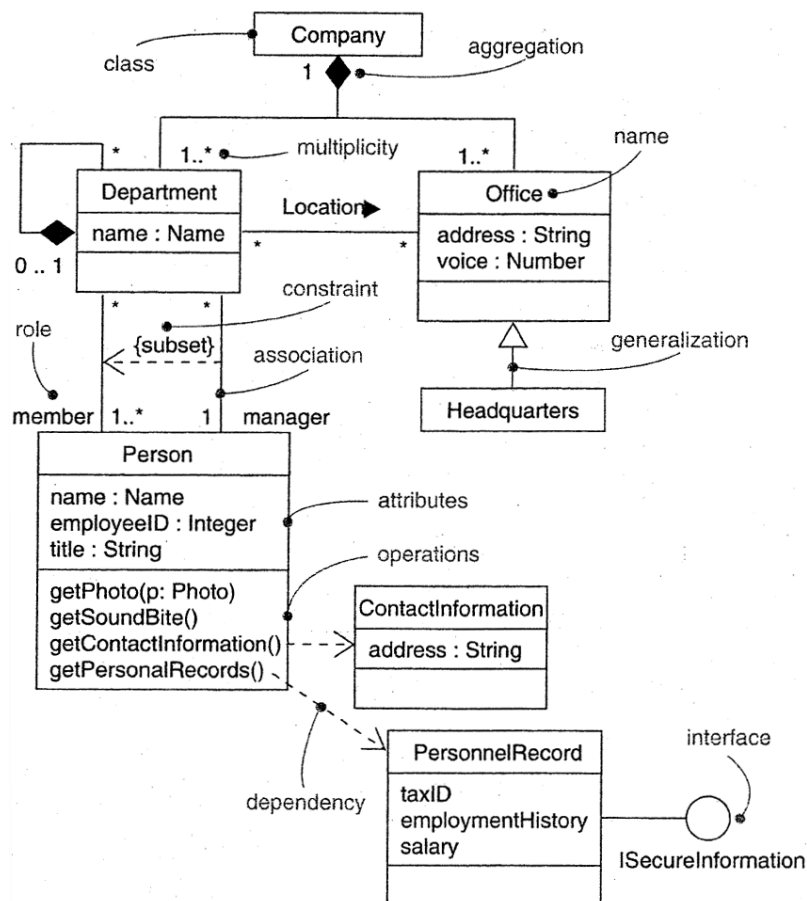 Company
class
aggregation
1
*
1..*
multiplicity
1..*
name
Department
Office
Location
name : Name
address : String
voice : Number
*
*
0 .. 1
*
*
constraint
role
{subset}
association
generalization
member
1..*
1
manager
Headquarters
Person
name : Name
employeeID : Integer
title : String
attributes
operations
getPhoto(p: Photo)
getSoundBite()
getContactInformation()
getPersonalRecords()
ContactInformation
address : String
dependency
PersonnelRecord
interface
taxID
employmentHistory
salary
ISecureInformation